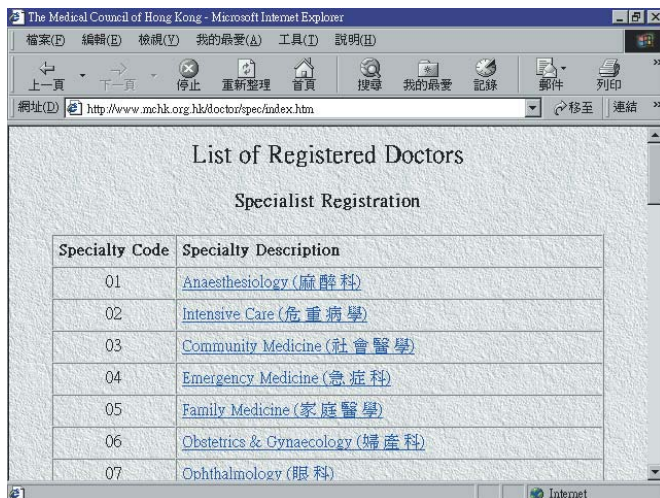 The Medical Council of Hong Kong - Microsoft Internet Explorer
檔案(F) 編輯(E) 檢視(V) 我的最愛(A) 工具(T) 說明(H)
上一頁 下一頁 停止 重新整理 首頁 搜尋 我的最愛 記錄 郵件 列印 »
網址(D) http://www.mchk.org.hk/doctor/spec/index.htm 移至 連結 »
List of Registered Doctors
Specialist Registration
Specialty Code Specialty Description
01 Anaesthesiology (麻醉科)
02 Intensive Care (危重病學)
03 Community Medicine (社會醫學)
04 Emergency Medicine (急症科)
05 Family Medicine (家庭醫學)
06 Obstetrics & Gynaecology (婦產科)
07 Ophthalmology (眼科)
Internet